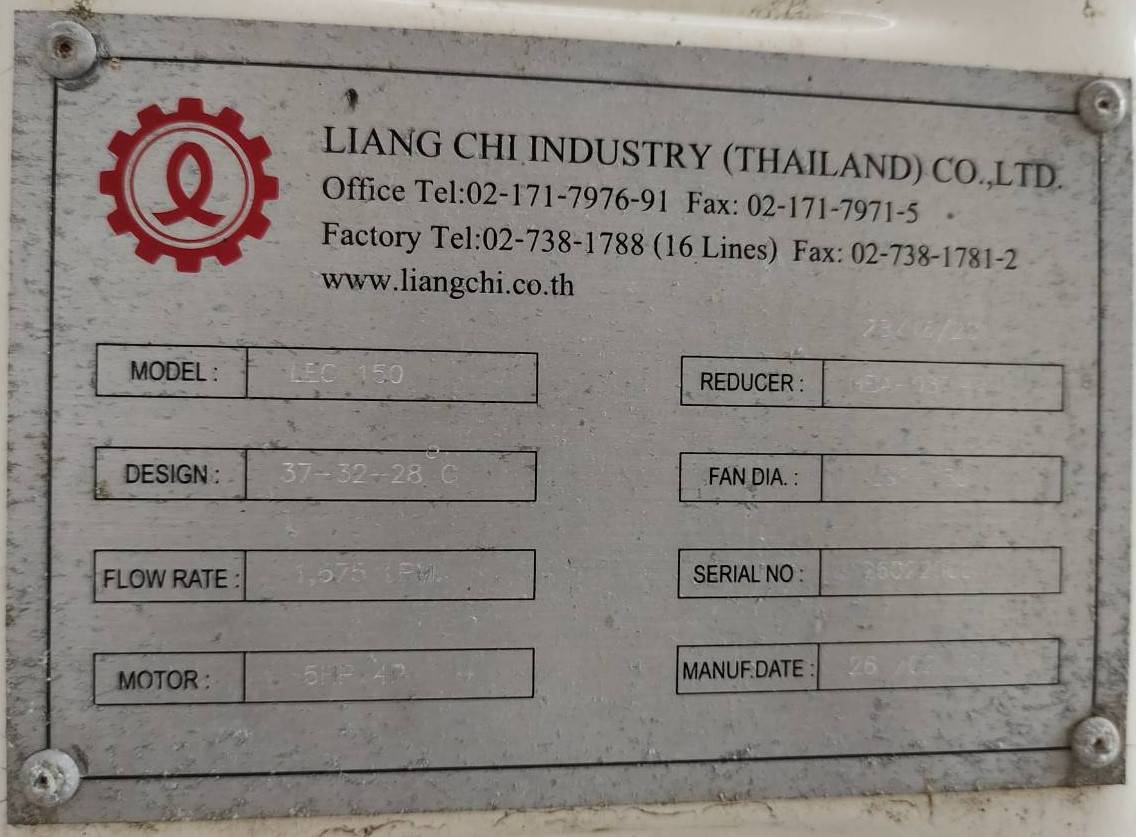 LIANG CHI INDUSTRY (THAILAND) CO.,LTD.
Office Tel:02-171-7976-91 Fax: 02-171-7971-5
Factory Tel:02-738-1788 (16 Lines) Fax: 02-738-1781-2
www.liangchi.co.th
MODEL : LEC 150
REDUCER :
DESIGN : 37-32-28 °C
FAN DIA. :
FLOW RATE : 1,575 LPM.
SERIAL NO :
MOTOR : 5HP 4P
MANUF.DATE : 26